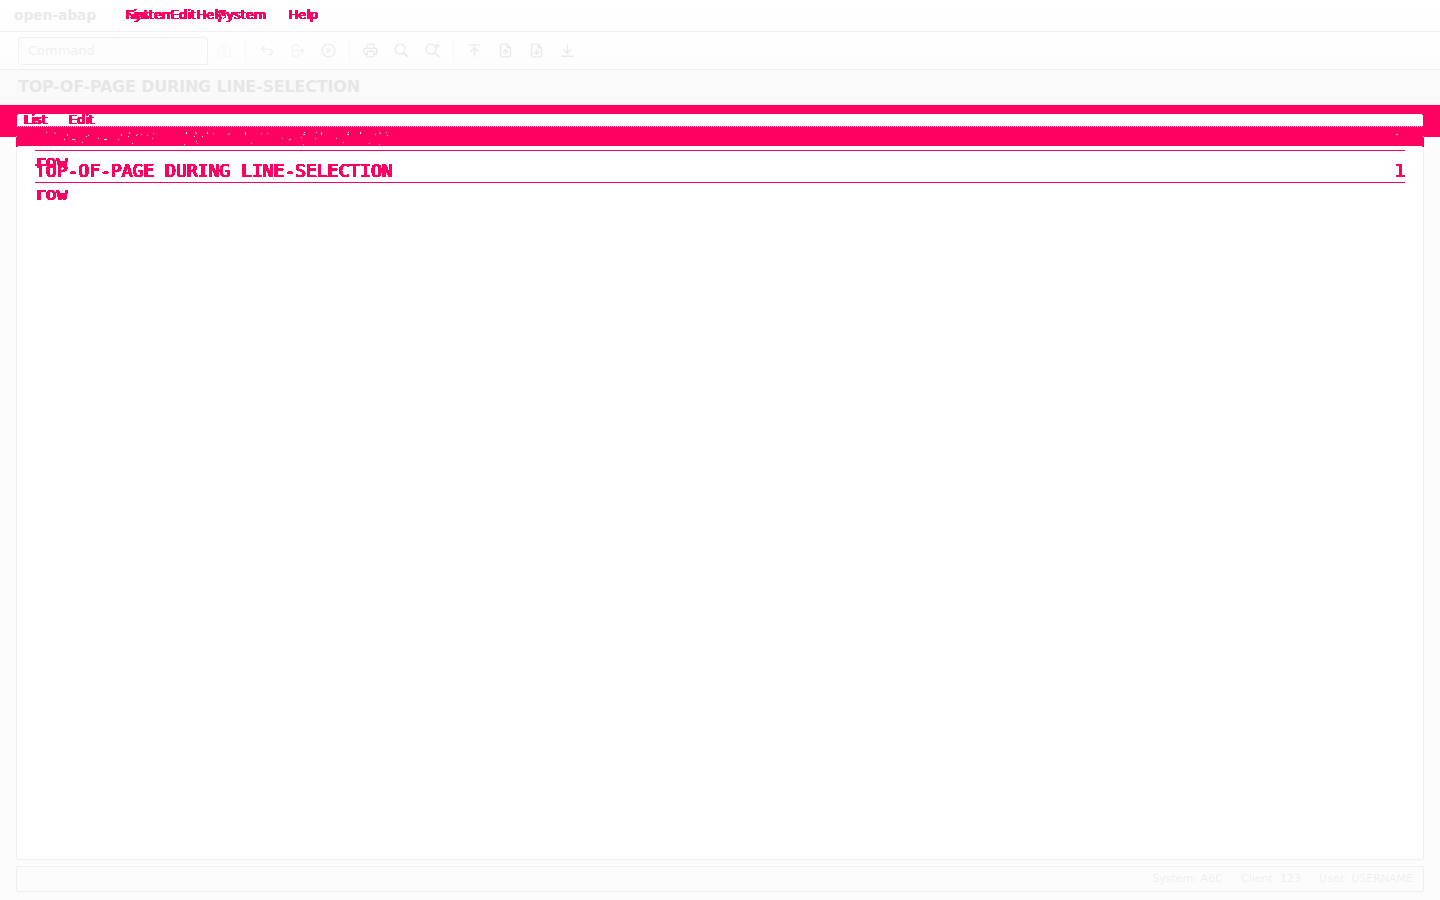 open-abap Help
Command
TOP-OF-PAGE DURING LINE-SELECTION
List Edit
row
TOP-OF-PAGE DURING LINE-SELECTION 1
row
System: ABC Client: 123 User: USERNAME